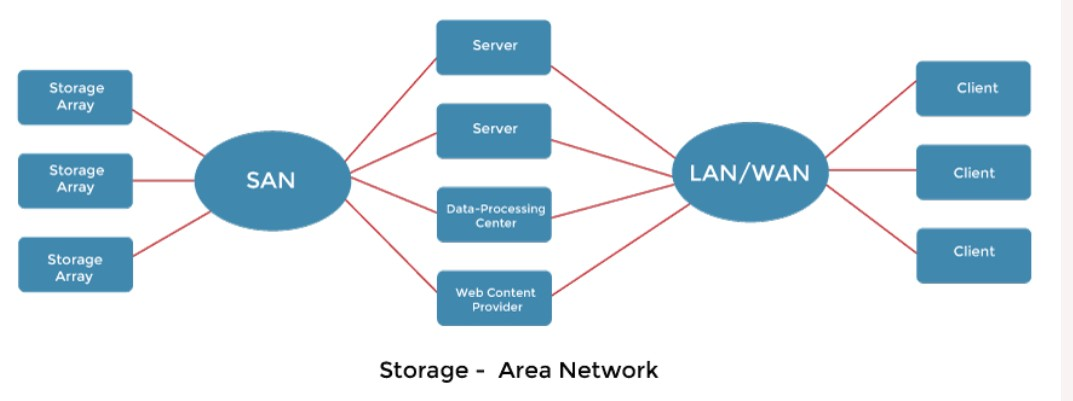 Storage
Array
Storage
Array
Storage
Array
SAN
Server
Server
Data-Processing
Center
Web Content
Provider
LAN/WAN
Client
Client
Client
Storage - Area Network